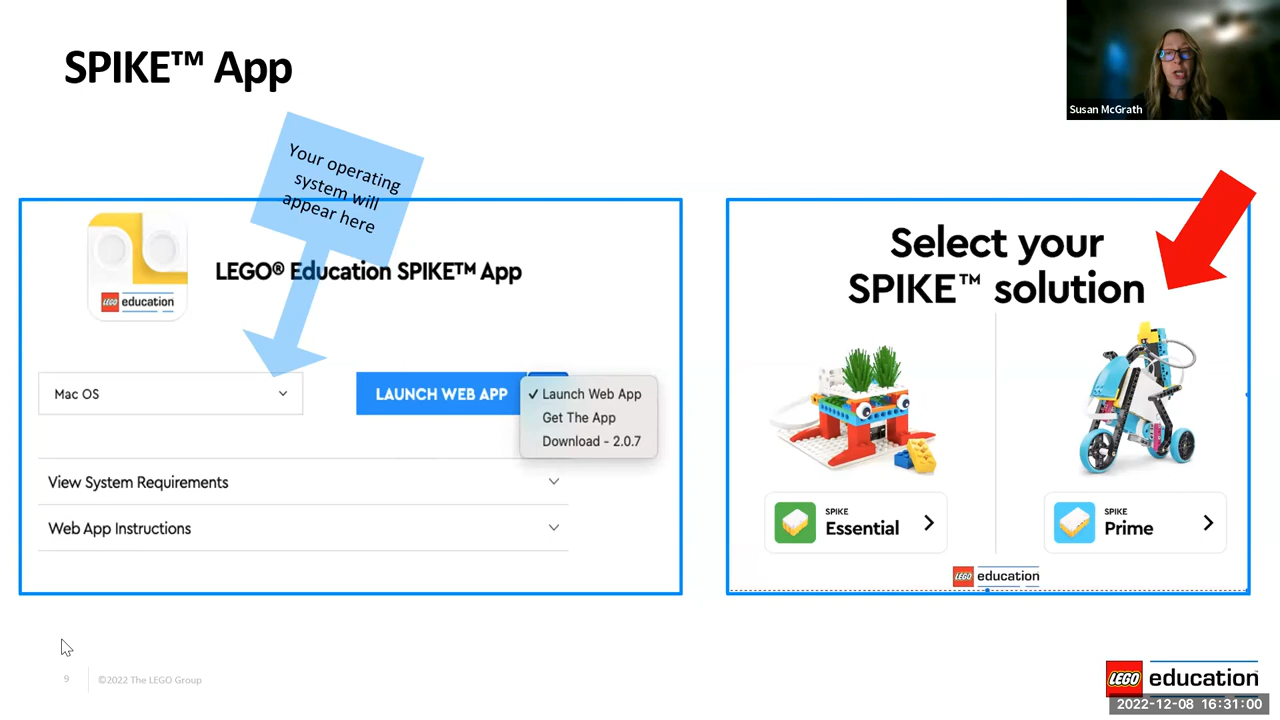 SPIKE™ App
Susan McGrath
Your operating
system will
appear here
LEGO education
LEGO® Education SPIKE™ App
Mac OS
LAUNCH WEB APP
✓ Launch Web App
Get The App
Download - 2.0.7
View System Requirements
Web App Instructions
Select your
SPIKE™ solution
SPIKE
Essential
SPIKE
Prime
LEGO education
9
©2022 The LEGO Group
LEGO education
2022-12-08 16:31:00